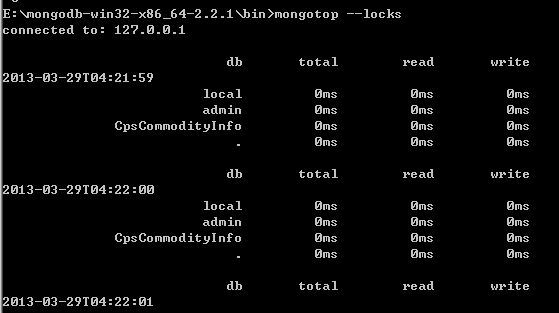 E:\mongodb-win32-x86_64-2.2.1\bin>mongotop --locks
connected to: 127.0.0.1
db total read write
2013-03-29T04:21:59
local 0ms 0ms 0ms
admin 0ms 0ms 0ms
CpsCommodityInfo 0ms 0ms 0ms
. 0ms 0ms 0ms
db total read write
2013-03-29T04:22:00
local 0ms 0ms 0ms
admin 0ms 0ms 0ms
CpsCommodityInfo 0ms 0ms 0ms
. 0ms 0ms 0ms
db total read write
2013-03-29T04:22:01